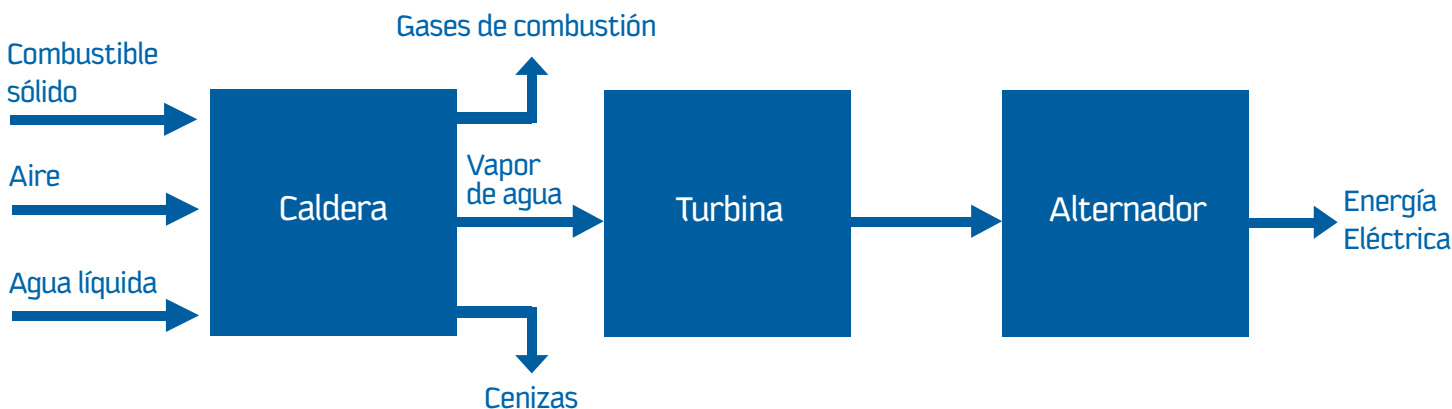 Gases de combustión
Combustible
sólido
Aire
Agua líquida
Caldera
Vapor
de agua
Cenizas
Turbina
Alternador
Energía
Eléctrica